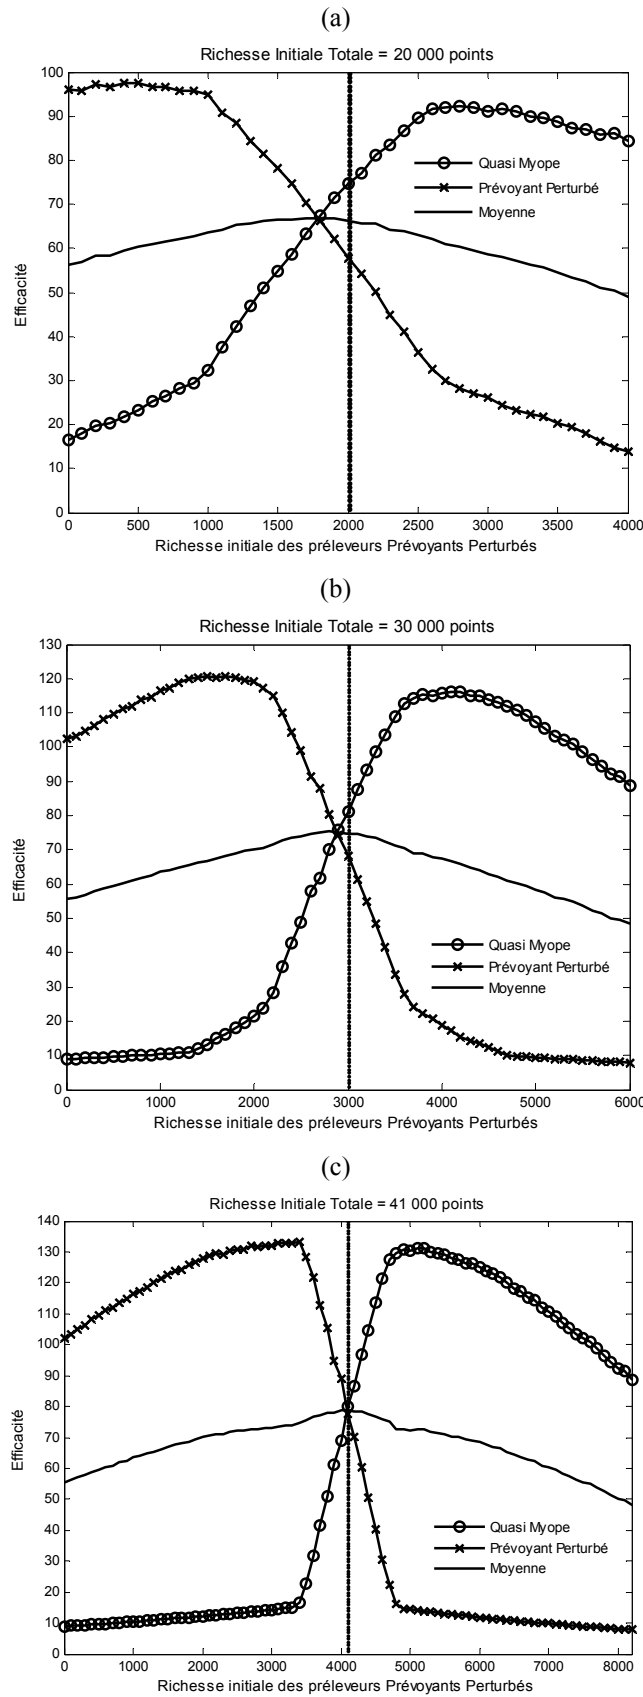 (a)
Richesse Initiale Totale = 20 000 points
100
90
80
70
60
50
40
30
20
10
0
Efficacité
Quasi Myope
Prévoyant Perturbé
Moyenne
0 500 1000 1500 2000 2500 3000 3500 4000
Richesse initiale des préleveurs Prévoyants Perturbés
(b)
Richesse Initiale Totale = 30 000 points
130
120
110
100
90
80
70
60
50
40
30
20
10
0
Efficacité
Quasi Myope
Prévoyant Perturbé
Moyenne
0 1000 2000 3000 4000 5000 6000
Richesse initiale des préleveurs Prévoyants Perturbés
(c)
Richesse Initiale Totale = 41 000 points
140
130
120
110
100
90
80
70
60
50
40
30
20
10
0
Efficacité
Quasi Myope
Prévoyant Perturbé
Moyenne
0 1000 2000 3000 4000 5000 6000 7000 8000
Richesse initiale des préleveurs Prévoyants Perturbés